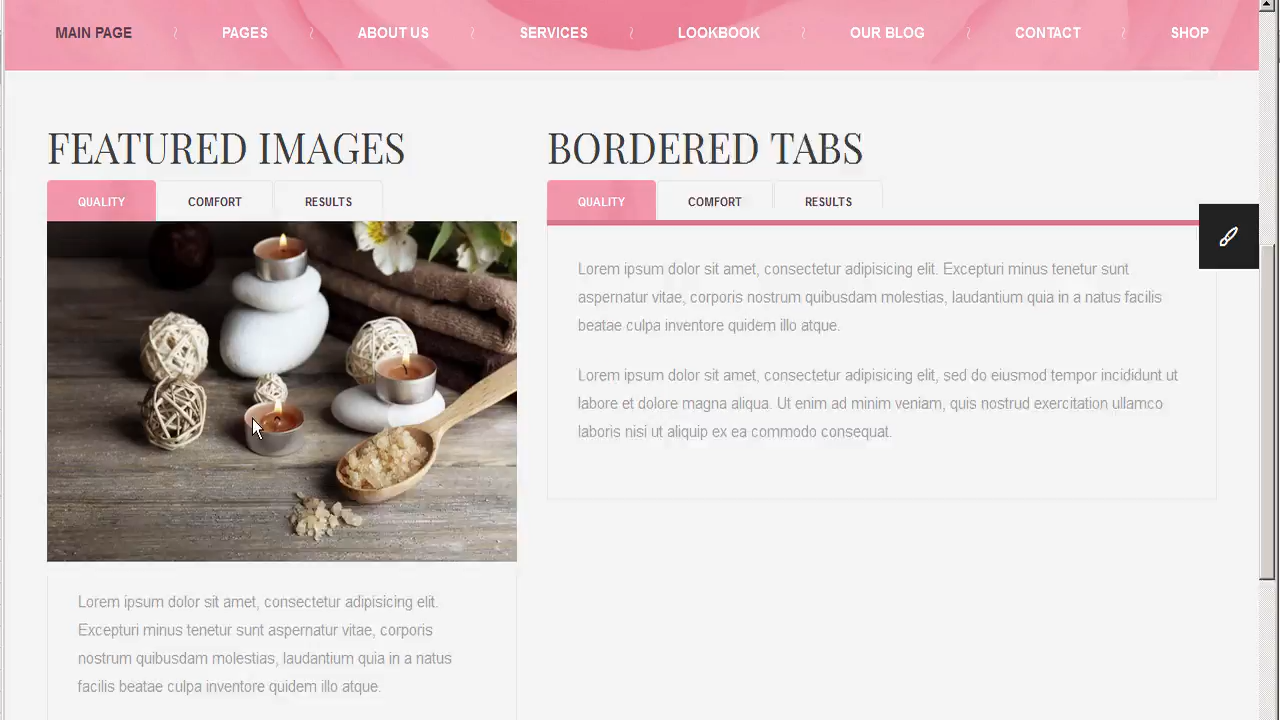 MAIN PAGE PAGES ABOUT US SERVICES LOOKBOOK OUR BLOG CONTACT SHOP
FEATURED IMAGES
QUALITY COMFORT RESULTS
Lorem ipsum dolor sit amet, consectetur adipisicing elit.
Excepturi minus tenetur sunt aspernatur vitae, corporis
nostrum quibusdam molestias, laudantium quia in a natus
facilis beatae culpa inventore quidem illo atque.
BORDERED TABS
QUALITY COMFORT RESULTS
Lorem ipsum dolor sit amet, consectetur adipisicing elit. Excepturi minus tenetur sunt
aspernatur vitae, corporis nostrum quibusdam molestias, laudantium quia in a natus facilis
beatae culpa inventore quidem illo atque.
Lorem ipsum dolor sit amet, consectetur adipisicing elit, sed do eiusmod tempor incididunt ut
labore et dolore magna aliqua. Ut enim ad minim veniam, quis nostrud exercitation ullamco
laboris nisi ut aliquip ex ea commodo consequat.